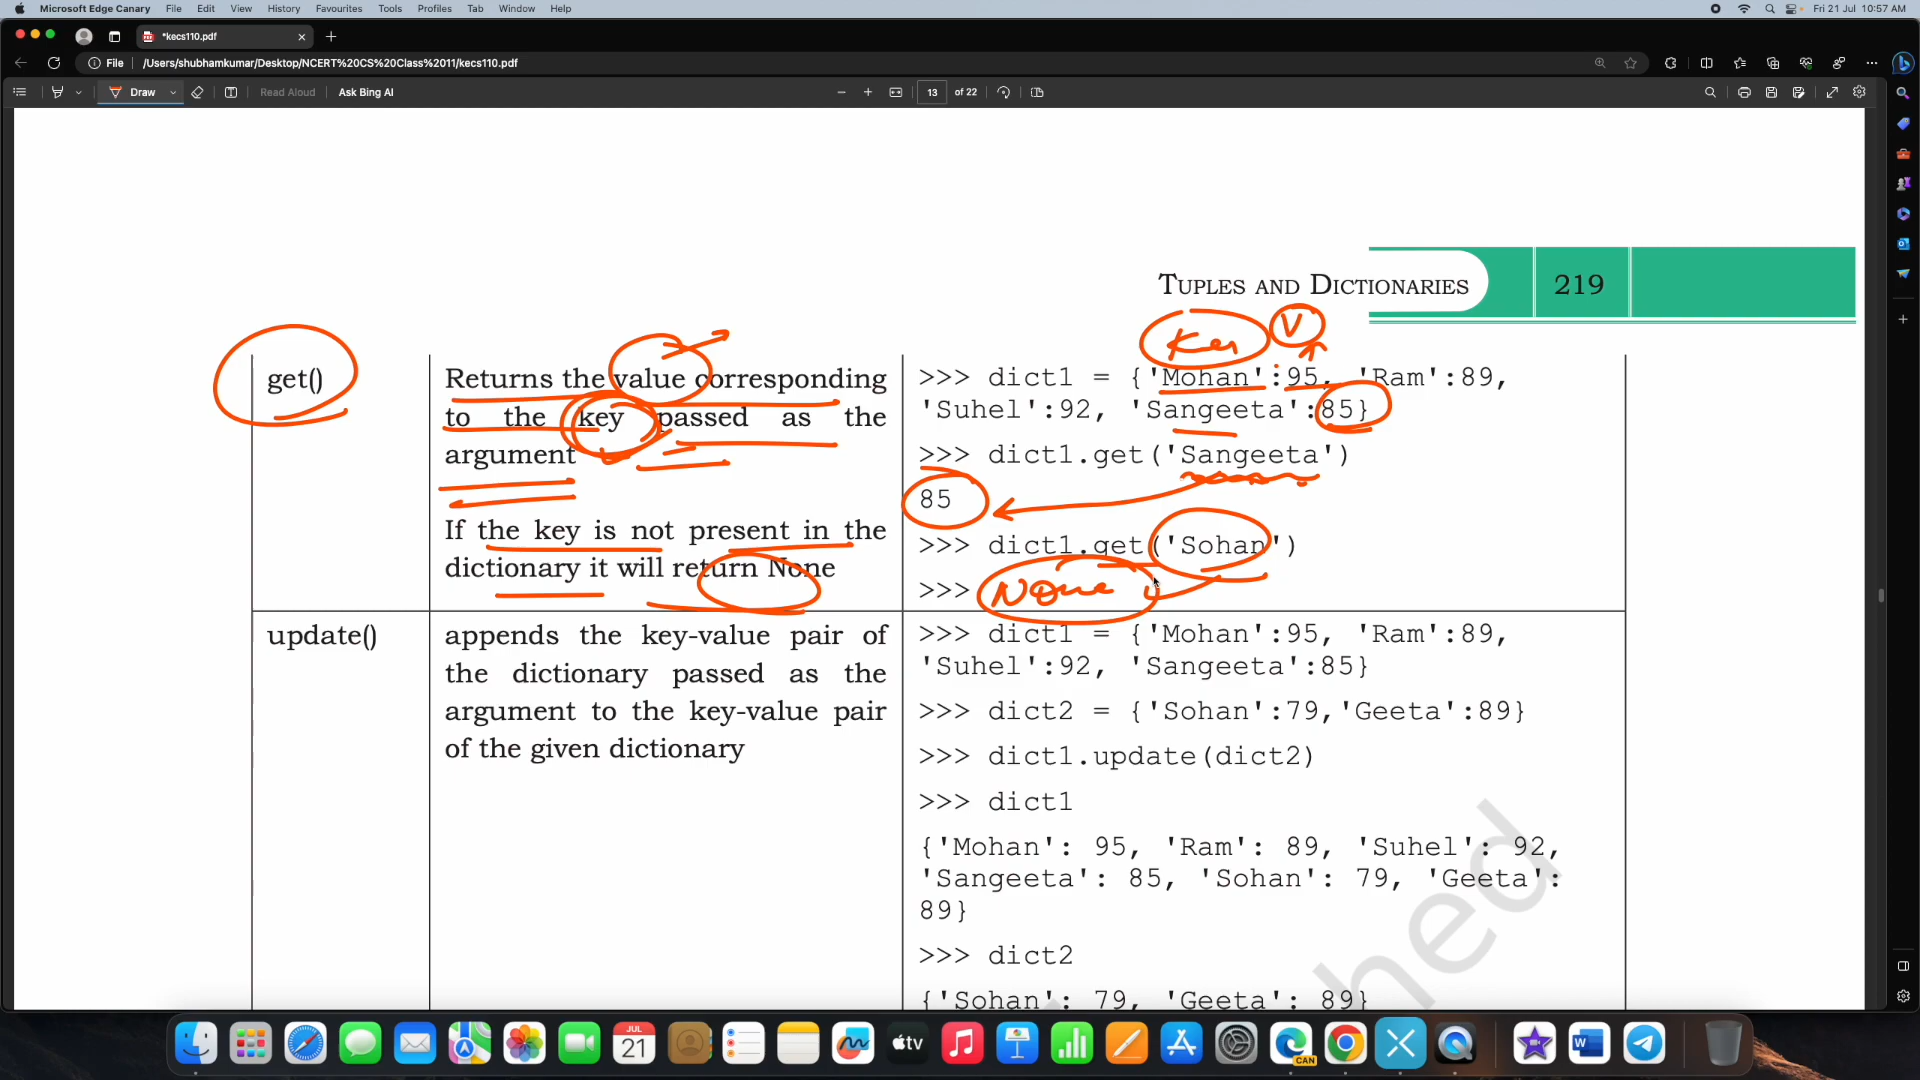 Microsoft Edge Canary File Edit View History Favourites Tools Profiles Tab Window Help Fri 21 Jul 10:57 AM
*kecs110.pdf
File /Users/shubhamkumar/Desktop/NCERT%20CS%20Class%2011/kecs110.pdf
Draw Read Aloud Ask Bing AI 13 of 22
TUPLES AND DICTIONARIES 219
Key V
get()
Returns the value corresponding
to the key passed as the
argument
If the key is not present in the
dictionary it will return None
>>> dict1 = {'Mohan':95, 'Ram':89,
'Suhel':92, 'Sangeeta':85}
>>> dict1.get('Sangeeta')
85
>>> dict1.get('Sohan')
>>> None
update()
appends the key-value pair of
the dictionary passed as the
argument to the key-value pair
of the given dictionary
>>> dict1 = {'Mohan':95, 'Ram':89,
'Suhel':92, 'Sangeeta':85}
>>> dict2 = {'Sohan':79,'Geeta':89}
>>> dict1.update(dict2)
>>> dict1
{'Mohan': 95, 'Ram': 89, 'Suhel': 92,
'Sangeeta': 85, 'Sohan': 79, 'Geeta':
89}
>>> dict2
{'Sohan': 79, 'Geeta': 89}
hed
JUL
21
tv
CAN
W